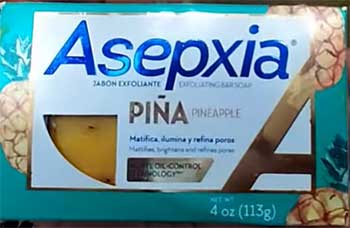 Asepxia®
JABÓN EXFOLIANTE EXFOLIATING BAR SOAP
PIÑA PINEAPPLE
Matifica, ilumina y refina poros
Mattifies, brightens and refines pores
OIL-CONTROL
NET WT
4 oz (113g)